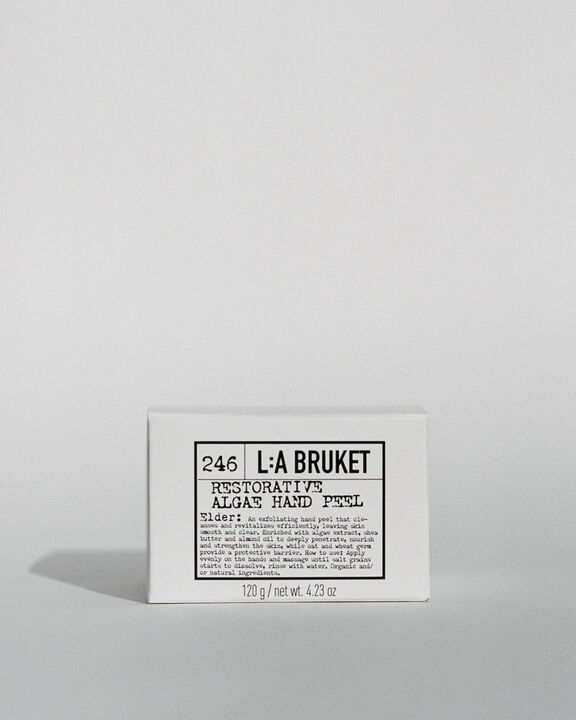 246 L:A BRUKET
RESTORATIVE
ALGAE HAND PEEL
Elder: An exfoliating hand peel that cle-
anses and revitalizes efficiently, leaving skin
smooth and clear. Enriched with algae extract, shea
butter and almond oil to deeply penetrate, nourish
and strengthen the skin, while oat and wheat germ
provide a protective barrier. How to use: Apply
evenly on the hands and massage until salt grains
starts to dissolve, rinse with water. Organic and/
or natural ingredients.
120 g / net wt. 4.23 oz